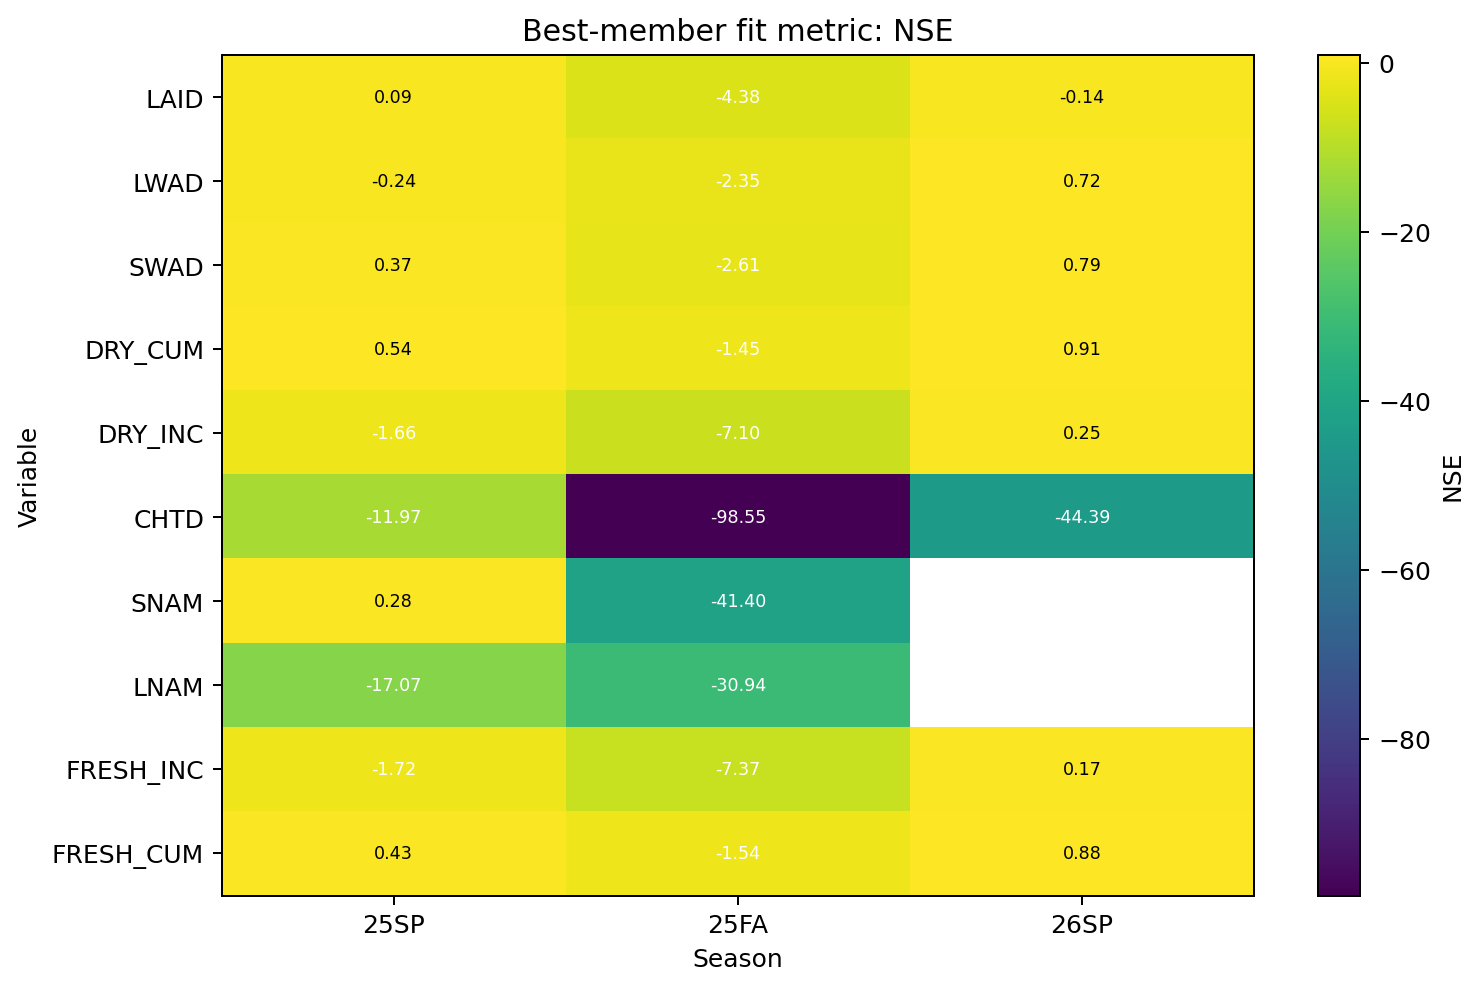 Best-member fit metric: NSE
LAID 0.09 -4.38 -0.14
LWAD -0.24 -2.35 0.72
SWAD 0.37 -2.61 0.79
DRY_CUM 0.54 -1.45 0.91
DRY_INC -1.66 -7.10 0.25
CHTD -11.97 -98.55 -44.39
SNAM 0.28 -41.40
LNAM -17.07 -30.94
FRESH_INC -1.72 -7.37 0.17
FRESH_CUM 0.43 -1.54 0.88
25SP 25FA 26SP
Season
Variable
0
−20
−40
−60
−80
NSE